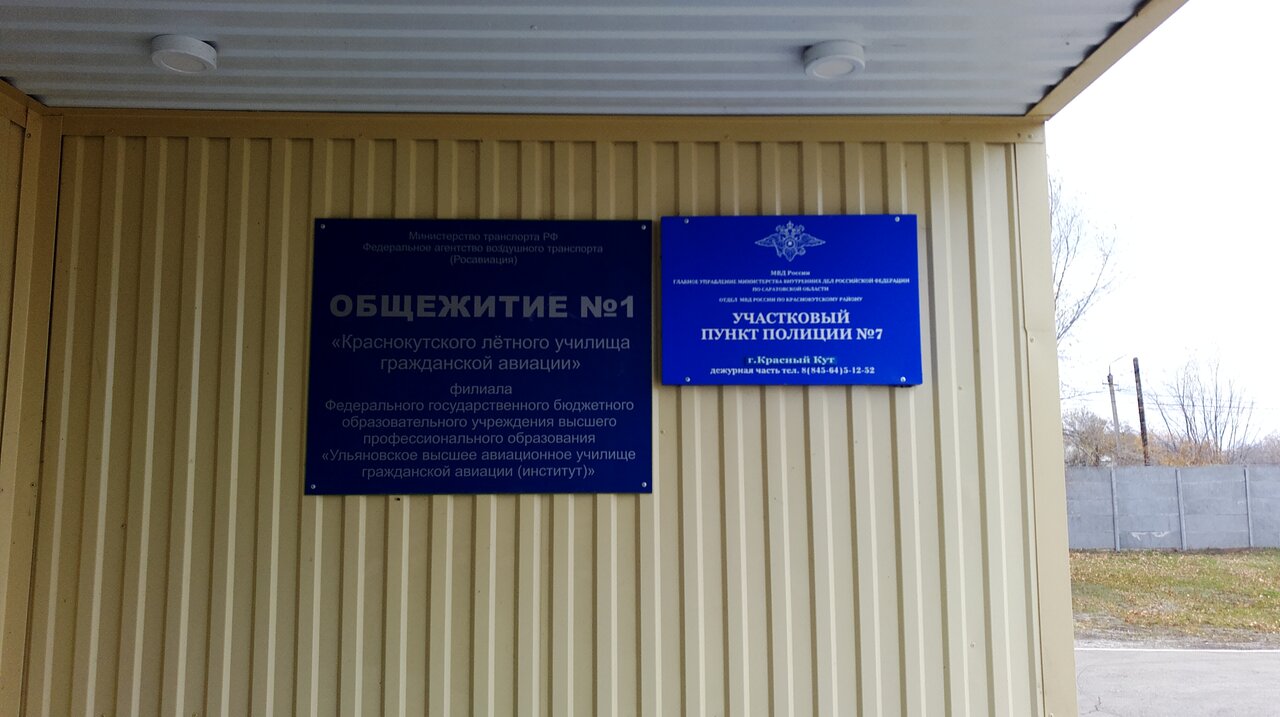 Министерство транспорта РФ
Федеральное агентство воздушного транспорта
(Росавиация)
ОБЩЕЖИТИЕ №1
«Краснокутского лётного училища
гражданской авиации»
филиала
Федерального государственного бюджетного
образовательного учреждения высшего
профессионального образования
«Ульяновское высшее авиационное училище
гражданской авиации (институт)»
МВД России
ГЛАВНОЕ УПРАВЛЕНИЕ МИНИСТЕРСТВА ВНУТРЕННИХ ДЕЛ РОССИЙСКОЙ ФЕДЕРАЦИИ
ПО САРАТОВСКОЙ ОБЛАСТИ
ОТДЕЛ МВД РОССИИ ПО КРАСНОКУТСКОМУ РАЙОНУ
УЧАСТКОВЫЙ
ПУНКТ ПОЛИЦИИ №7
г.Красный Кут
дежурная часть тел. 8(845-64)5-12-52